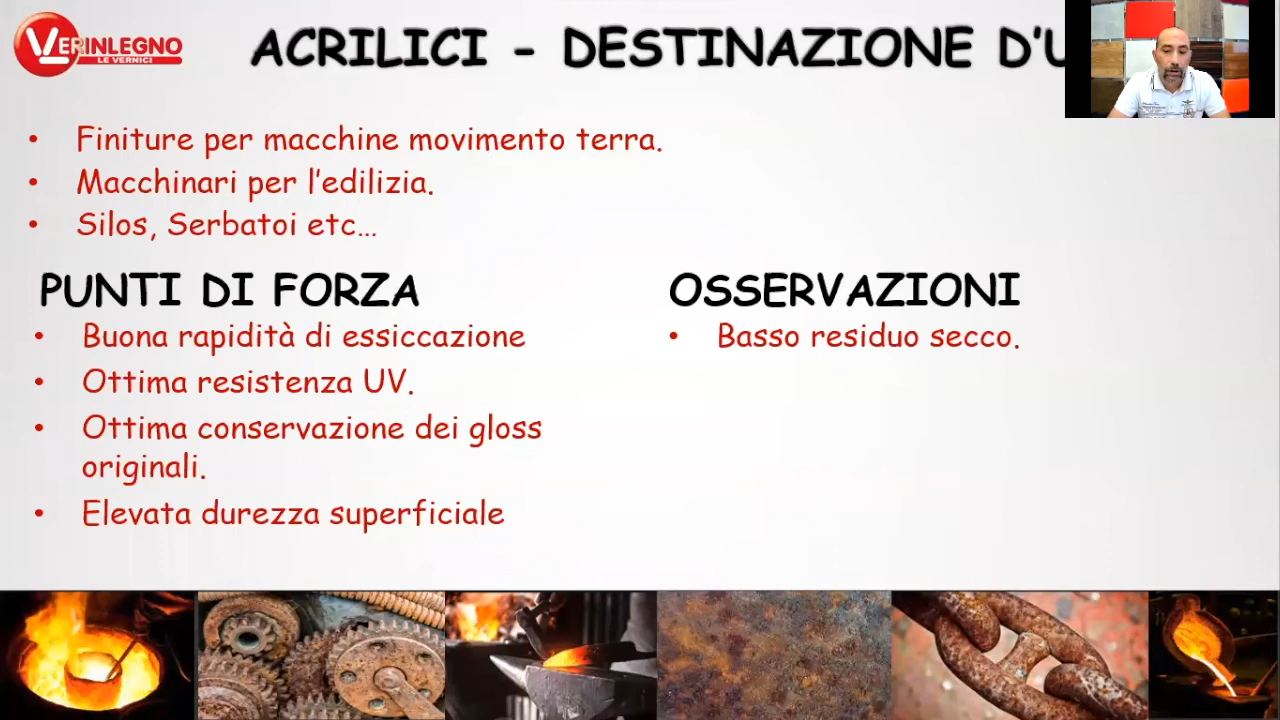 VERINLEGNO
LE VERNICI
ACRILICI - DESTINAZIONE D'U
• Finiture per macchine movimento terra.
• Macchinari per l'edilizia.
• Silos, Serbatoi etc…
PUNTI DI FORZA
• Buona rapidità di essiccazione
• Ottima resistenza UV.
• Ottima conservazione dei gloss
originali.
• Elevata durezza superficiale
OSSERVAZIONI
• Basso residuo secco.